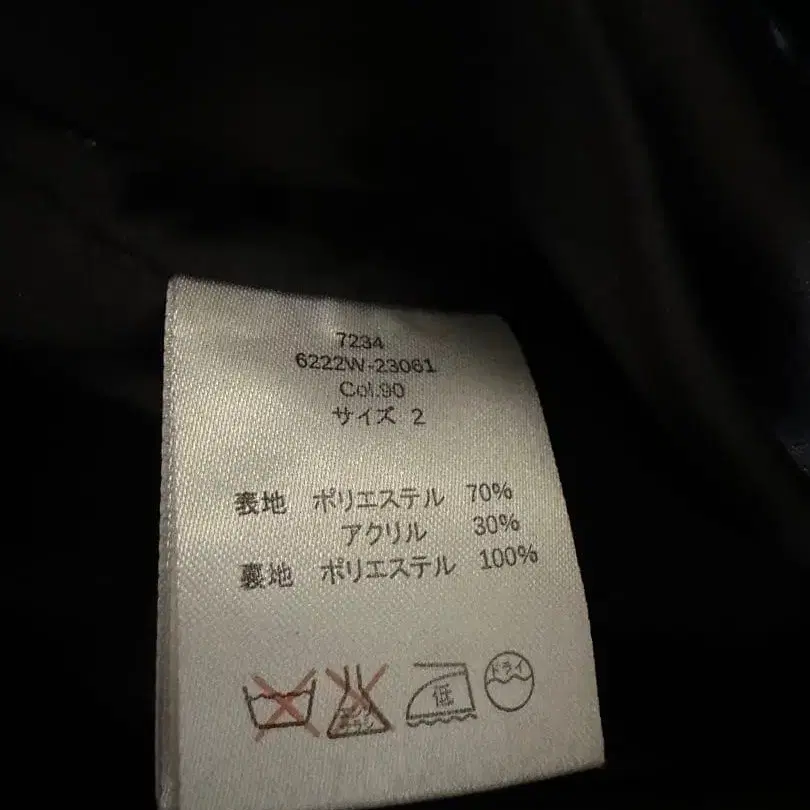 7234
6222W-23061
Col.90
サイズ 2
表地 ポリエステル 70%
アクリル 30%
裏地 ポリエステル 100%
低
ドライ